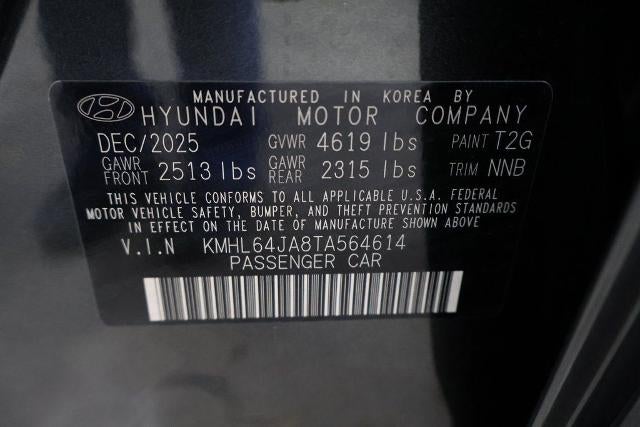 MANUFACTURED IN KOREA BY
HYUNDAI MOTOR COMPANY
DEC/2025 GVWR 4619 lbs PAINT T2G
GAWR FRONT 2513 lbs GAWR REAR 2315 lbs TRIM NNB
THIS VEHICLE CONFORMS TO ALL APPLICABLE U.S.A. FEDERAL
MOTOR VEHICLE SAFETY, BUMPER, AND THEFT PREVENTION STANDARDS
IN EFFECT ON THE DATE OF MANUFACTURE SHOWN ABOVE
V.I.N KMHL64JA8TA564614
PASSENGER CAR